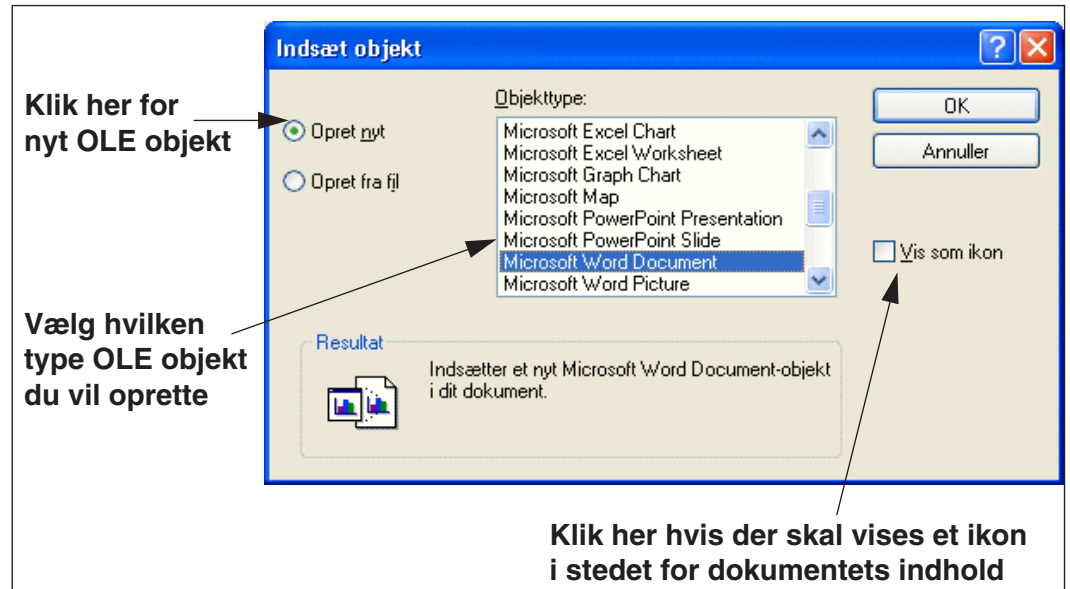 Indsæt objekt
Klik her for
nyt OLE objekt
Opret nyt
Opret fra fil
Objekttype:
Microsoft Excel Chart
Microsoft Excel Worksheet
Microsoft Graph Chart
Microsoft Map
Microsoft PowerPoint Presentation
Microsoft PowerPoint Slide
Microsoft Word Document
Microsoft Word Picture
OK
Annuller
Vis som ikon
Vælg hvilken
type OLE objekt
du vil oprette
Resultat
Indsætter et nyt Microsoft Word Document-objekt
i dit dokument.
Klik her hvis der skal vises et ikon
i stedet for dokumentets indhold